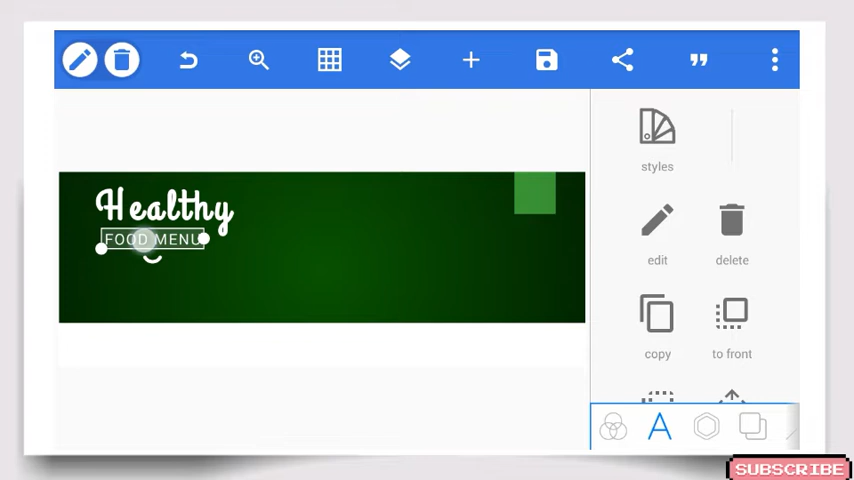 styles
Healthy
FOOD MENU
edit
delete
copy
to front
SUBSCRIBE